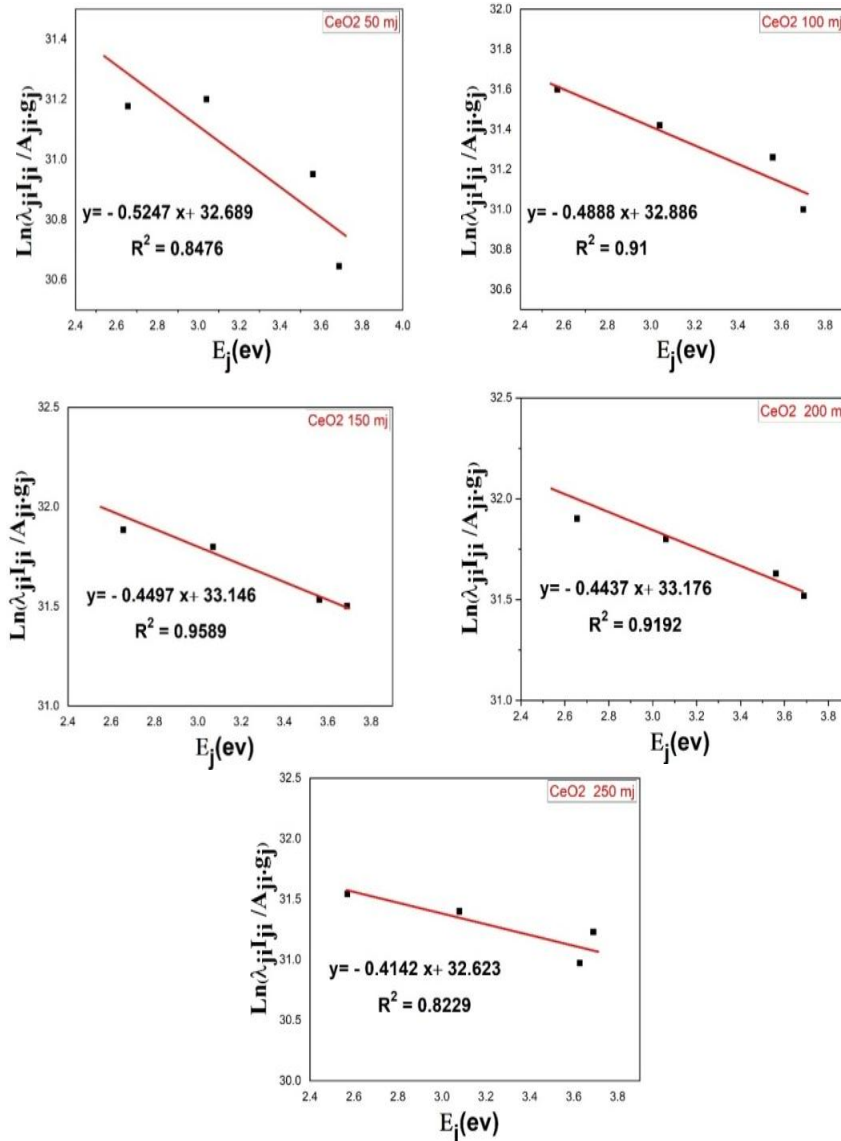 CeO2 50 mj
Ln(λjiIji /Aji.gj)
31.4
31.2
31.0
30.8
30.6
y= - 0.5247 x+ 32.689
R² = 0.8476
2.4 2.6 2.8 3.0 3.2 3.4 3.6 3.8 4.0
Ej(ev)
CeO2 100 mj
Ln(λjiIji /Aji.gj)
32.0
31.8
31.6
31.4
31.2
31.0
30.8
30.6
y= - 0.4888 x+ 32.886
R² = 0.91
2.4 2.6 2.8 3.0 3.2 3.4 3.6 3.8
Ej(ev)
CeO2 150 mj
Ln(λjiIji /Aji.gj)
32.5
32.0
31.5
31.0
y= - 0.4497 x+ 33.146
R² = 0.9589
2.4 2.6 2.8 3.0 3.2 3.4 3.6 3.8
Ej(ev)
CeO2 200 m
Ln(λjiIji /Aji.gj)
32.5
32.0
31.5
31.0
y= - 0.4437 x+ 33.176
R² = 0.9192
2.4 2.6 2.8 3.0 3.2 3.4 3.6 3.8
Ej(ev)
CeO2 250 mj
Ln(λjiIji /Aji.gj)
32.5
32.0
31.5
31.0
30.5
30.0
y= - 0.4142 x+ 32.623
R² = 0.8229
2.4 2.6 2.8 3.0 3.2 3.4 3.6 3.8
Ej(ev)